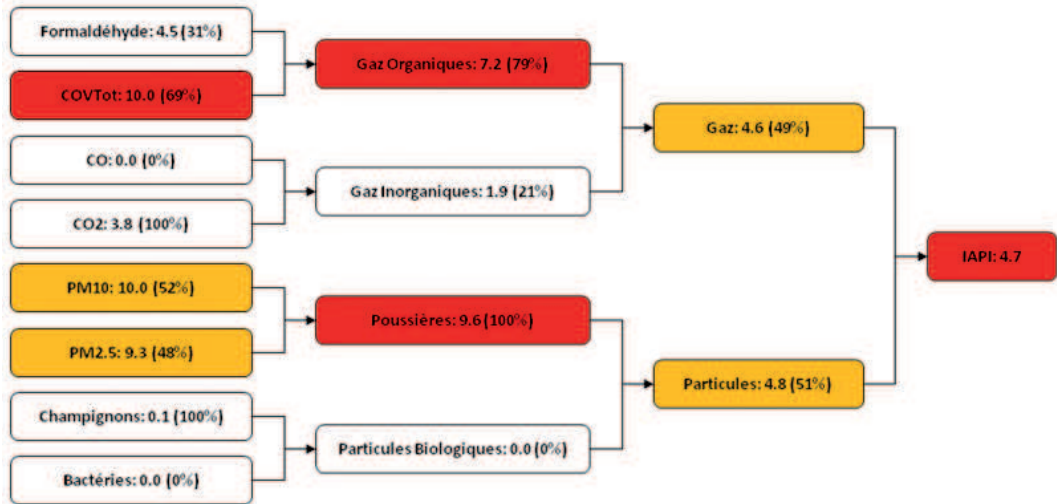 Formaldéhyde: 4.5 (31%)
COVTot: 10.0 (69%)
CO: 0.0 (0%)
CO2: 3.8 (100%)
PM10: 10.0 (52%)
PM2.5: 9.3 (48%)
Champignons: 0.1 (100%)
Bactéries: 0.0 (0%)
Gaz Organiques: 7.2 (79%)
Gaz Inorganiques: 1.9 (21%)
Poussières: 9.6 (100%)
Particules Biologiques: 0.0 (0%)
Gaz: 4.6 (49%)
Particules: 4.8 (51%)
IAPI: 4.7